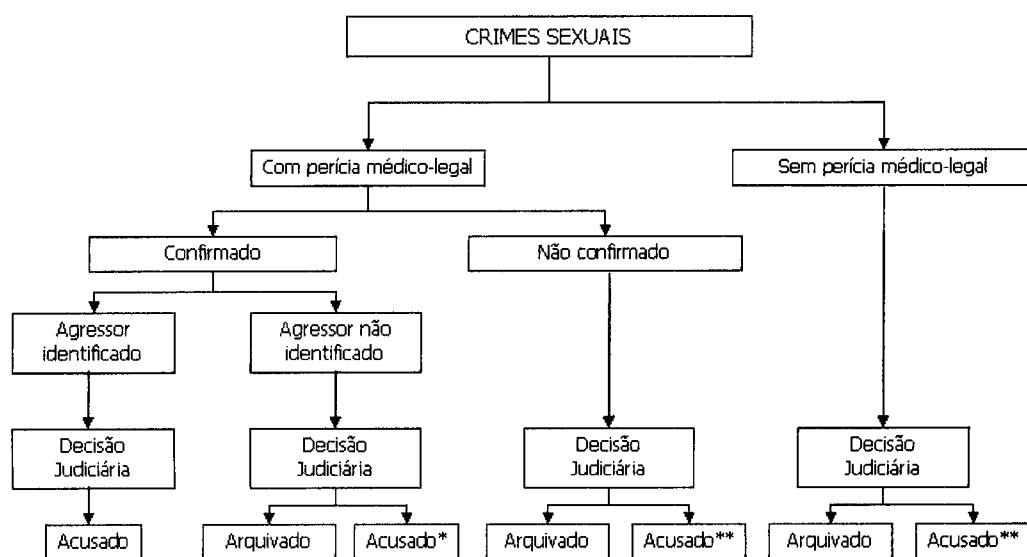 CRIMES SEXUAIS
Com perícia médico-legal
Sem perícia médico-legal
Confirmado
Não confirmado
Agressor
identificado
Agressor não
identificado
Decisão
Judiciária
Decisão
Judiciária
Decisão
Judiciária
Decisão
Judiciária
Acusado
Arquivado
Acusado*
Arquivado
Acusado**
Arquivado
Acusado**